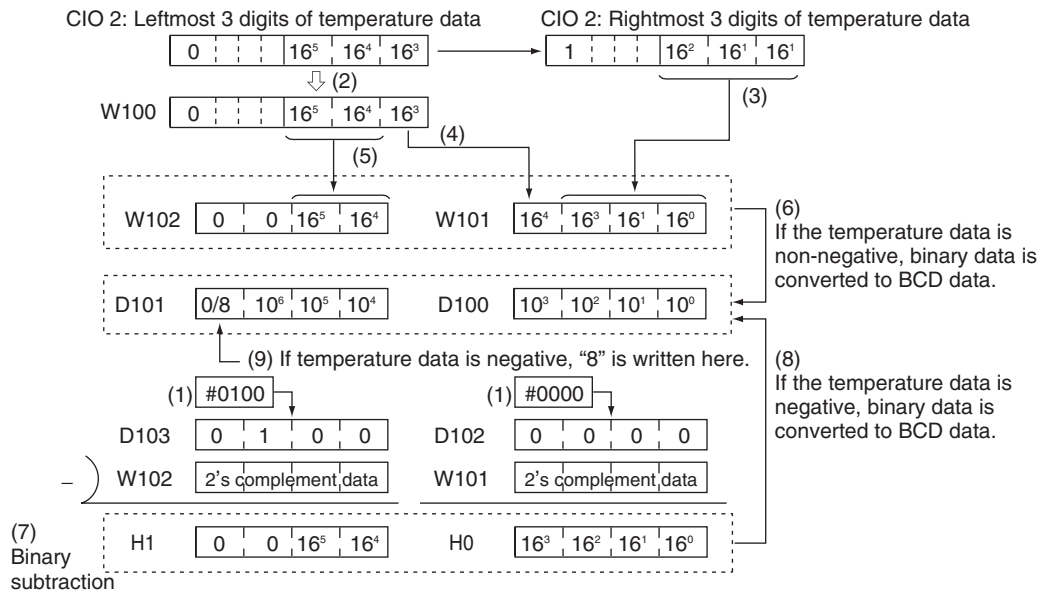 CIO 2: Leftmost 3 digits of temperature data
CIO 2: Rightmost 3 digits of temperature data
0 16⁵ 16⁴ 16³
1 16² 16¹ 16¹
(2)
(3)
W100 0 16⁵ 16⁴ 16³
(4)
(5)
W102 0 0 16⁵ 16⁴
W101 16⁴ 16³ 16¹ 16⁰
(6)
If the temperature data is
non-negative, binary data is
converted to BCD data.
D101 0/8 10⁶ 10⁵ 10⁴
D100 10³ 10² 10¹ 10⁰
(9) If temperature data is negative, “8” is written here.
(8)
If the temperature data is
negative, binary data is
converted to BCD data.
(1) #0100
(1) #0000
D103 0 1 0 0
D102 0 0 0 0
– W102 2's complement data
W101 2's complement data
(7)
Binary
subtraction
H1 0 0 16⁵ 16⁴
H0 16³ 16² 16¹ 16⁰